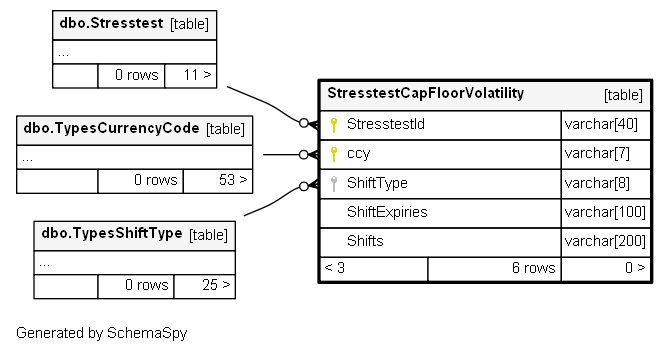 dbo.Stresstest [table]
...
0 rows 11 >
dbo.TypesCurrencyCode [table]
...
0 rows 53 >
dbo.TypesShiftType [table]
...
0 rows 25 >
StresstestCapFloorVolatility [table]
StresstestId varchar[40]
ccy varchar[7]
ShiftType varchar[8]
ShiftExpiries varchar[100]
Shifts varchar[200]
< 3 6 rows 0 >
Generated by SchemaSpy